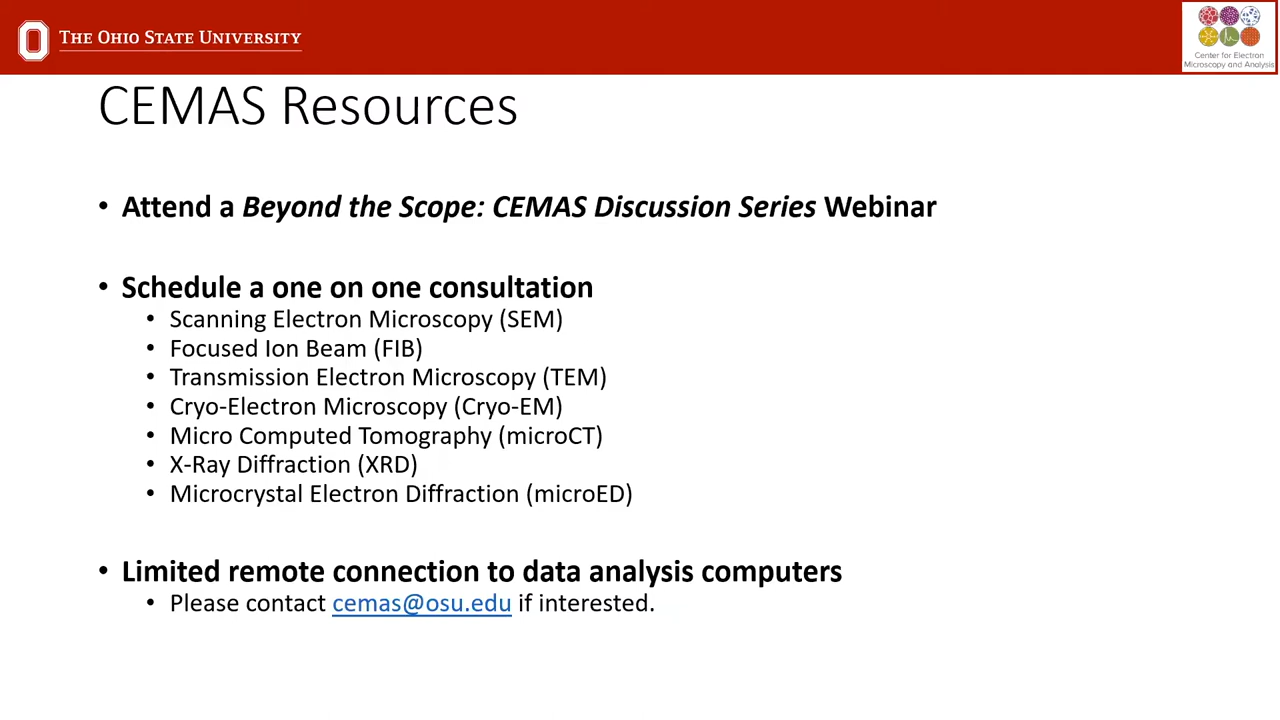 THE OHIO STATE UNIVERSITY
Center for Electron
Microscopy and Analysis
CEMAS Resources
• Attend a Beyond the Scope: CEMAS Discussion Series Webinar
• Schedule a one on one consultation
• Scanning Electron Microscopy (SEM)
• Focused Ion Beam (FIB)
• Transmission Electron Microscopy (TEM)
• Cryo-Electron Microscopy (Cryo-EM)
• Micro Computed Tomography (microCT)
• X-Ray Diffraction (XRD)
• Microcrystal Electron Diffraction (microED)
• Limited remote connection to data analysis computers
• Please contact cemas@osu.edu if interested.